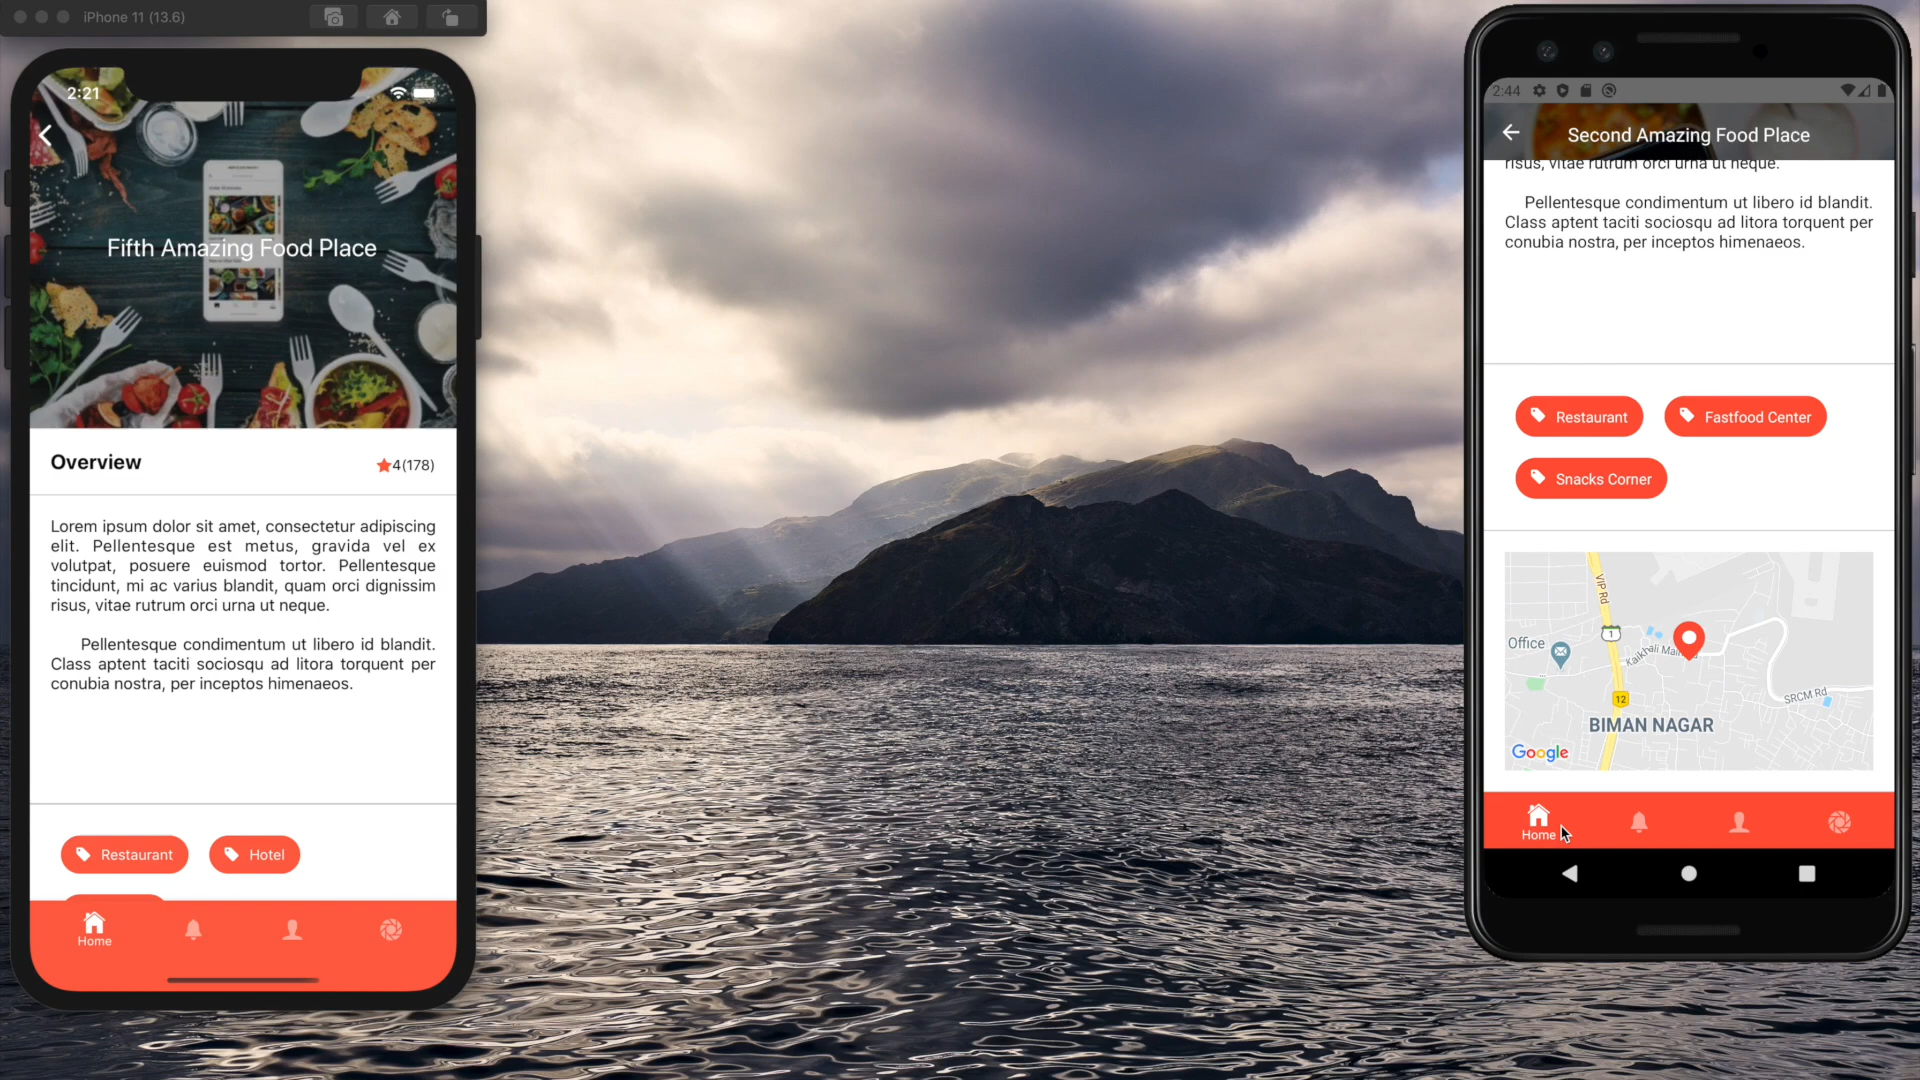 iPhone 11 (13.6)
2:21
Fifth Amazing Food Place
Overview
4(178)
Lorem ipsum dolor sit amet, consectetur adipiscing
elit. Pellentesque est metus, gravida vel ex
volutpat, posuere euismod tortor. Pellentesque
tincidunt, mi ac varius blandit, quam orci dignissim
risus, vitae rutrum orci urna ut neque.
Pellentesque condimentum ut libero id blandit.
Class aptent taciti sociosqu ad litora torquent per
conubia nostra, per inceptos himenaeos.
Restaurant
Hotel
Home
2:44
Second Amazing Food Place
risus, vitae rutrum orci urna ut neque.
Pellentesque condimentum ut libero id blandit.
Class aptent taciti sociosqu ad litora torquent per
conubia nostra, per inceptos himenaeos.
Restaurant
Fastfood Center
Snacks Corner
VIP Rd
1
Office
Kaikhali
SRCM Rd
12
BIMAN NAGAR
Google
Home